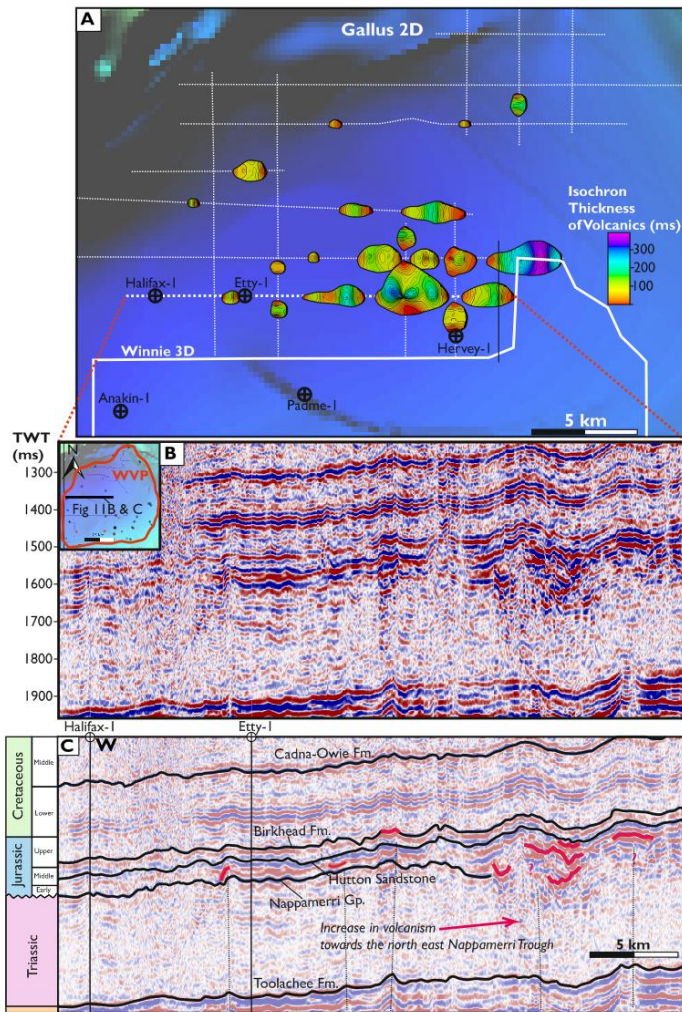 A
Gallus 2D
Isochron
Thickness
of Volcanics (ms)
300
200
100
Halifax-1
Etty-1
Hervey-1
Winnie 3D
Anakin-1
Padme-1
5 km
TWT
(ms)
B
N
WVP
Fig 11B & C
1300
1400
1500
1600
1700
1800
1900
Halifax-1
Etty-1
C
W
Cretaceous
Middle
Lower
Jurassic
Upper
Middle
Early
Triassic
Cadna-Owie Fm.
Birkhead Fm.
Hutton Sandstone
Nappamerri Gp.
Increase in volcanism
towards the north east Nappamerri Trough
5 km
Toolachee Fm.